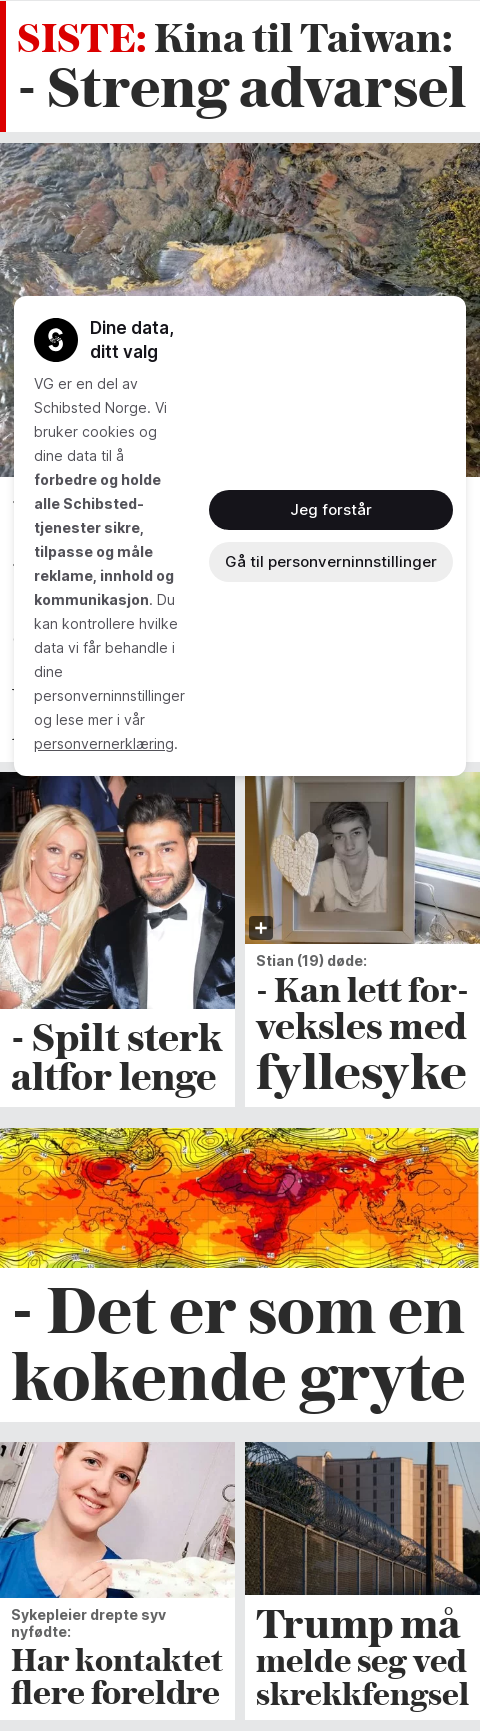 SISTE: Kina til Taiwan:
- Streng advarsel
Dine data,
ditt valg
VG er en del av
Schibsted Norge. Vi
bruker cookies og
dine data til å
forbedre og holde
alle Schibsted-
tjenester sikre,
tilpasse og måle
reklame, innhold og
kommunikasjon. Du
kan kontrollere hvilke
data vi får behandle i
dine
personverninnstillinger
og lese mer i vår
personvernerklæring.
Jeg forstår
Gå til personverninnstillinger
- Spilt sterk
altfor lenge
Stian (19) døde:
- Kan lett for-
veksles med
fyllesyke
- Det er som en
kokende gryte
Sykepleier drepte syv
nyfødte:
Har kontaktet
flere foreldre
Trump må
melde seg ved
skrekkfengsel